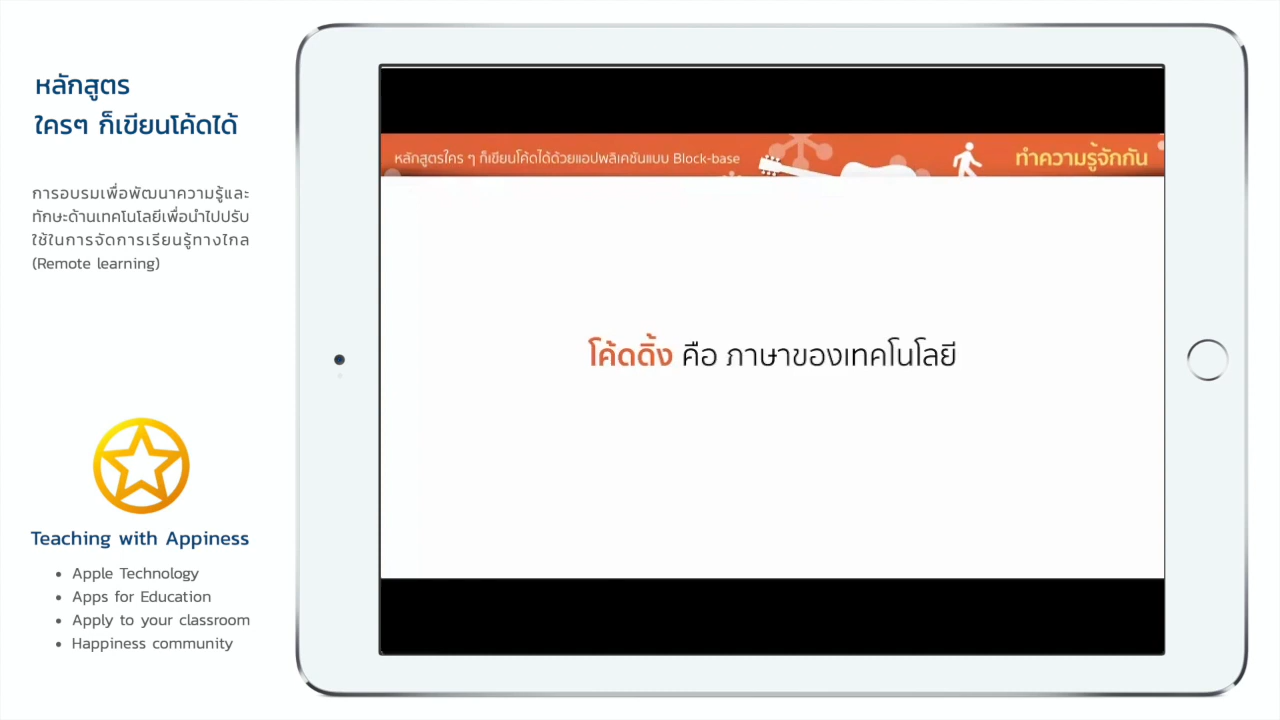 หลักสูตร
ใครๆ ก็เขียนโค้ดได้
การอบรมเพื่อพัฒนาความรู้และ
ทักษะด้านเทคโนโลยีเพื่อนำไปปรับ
ใช้ในการจัดการเรียนรู้ทางไกล
(Remote learning)
Teaching with Appiness
• Apple Technology
• Apps for Education
• Apply to your classroom
• Happiness community
หลักสูตรใคร ๆ ก็เขียนโค้ดได้ด้วยแอปพลิเคชันแบบ Block-base
ทำความรู้จักกัน
โค้ดดิ้ง คือ ภาษาของเทคโนโลยี